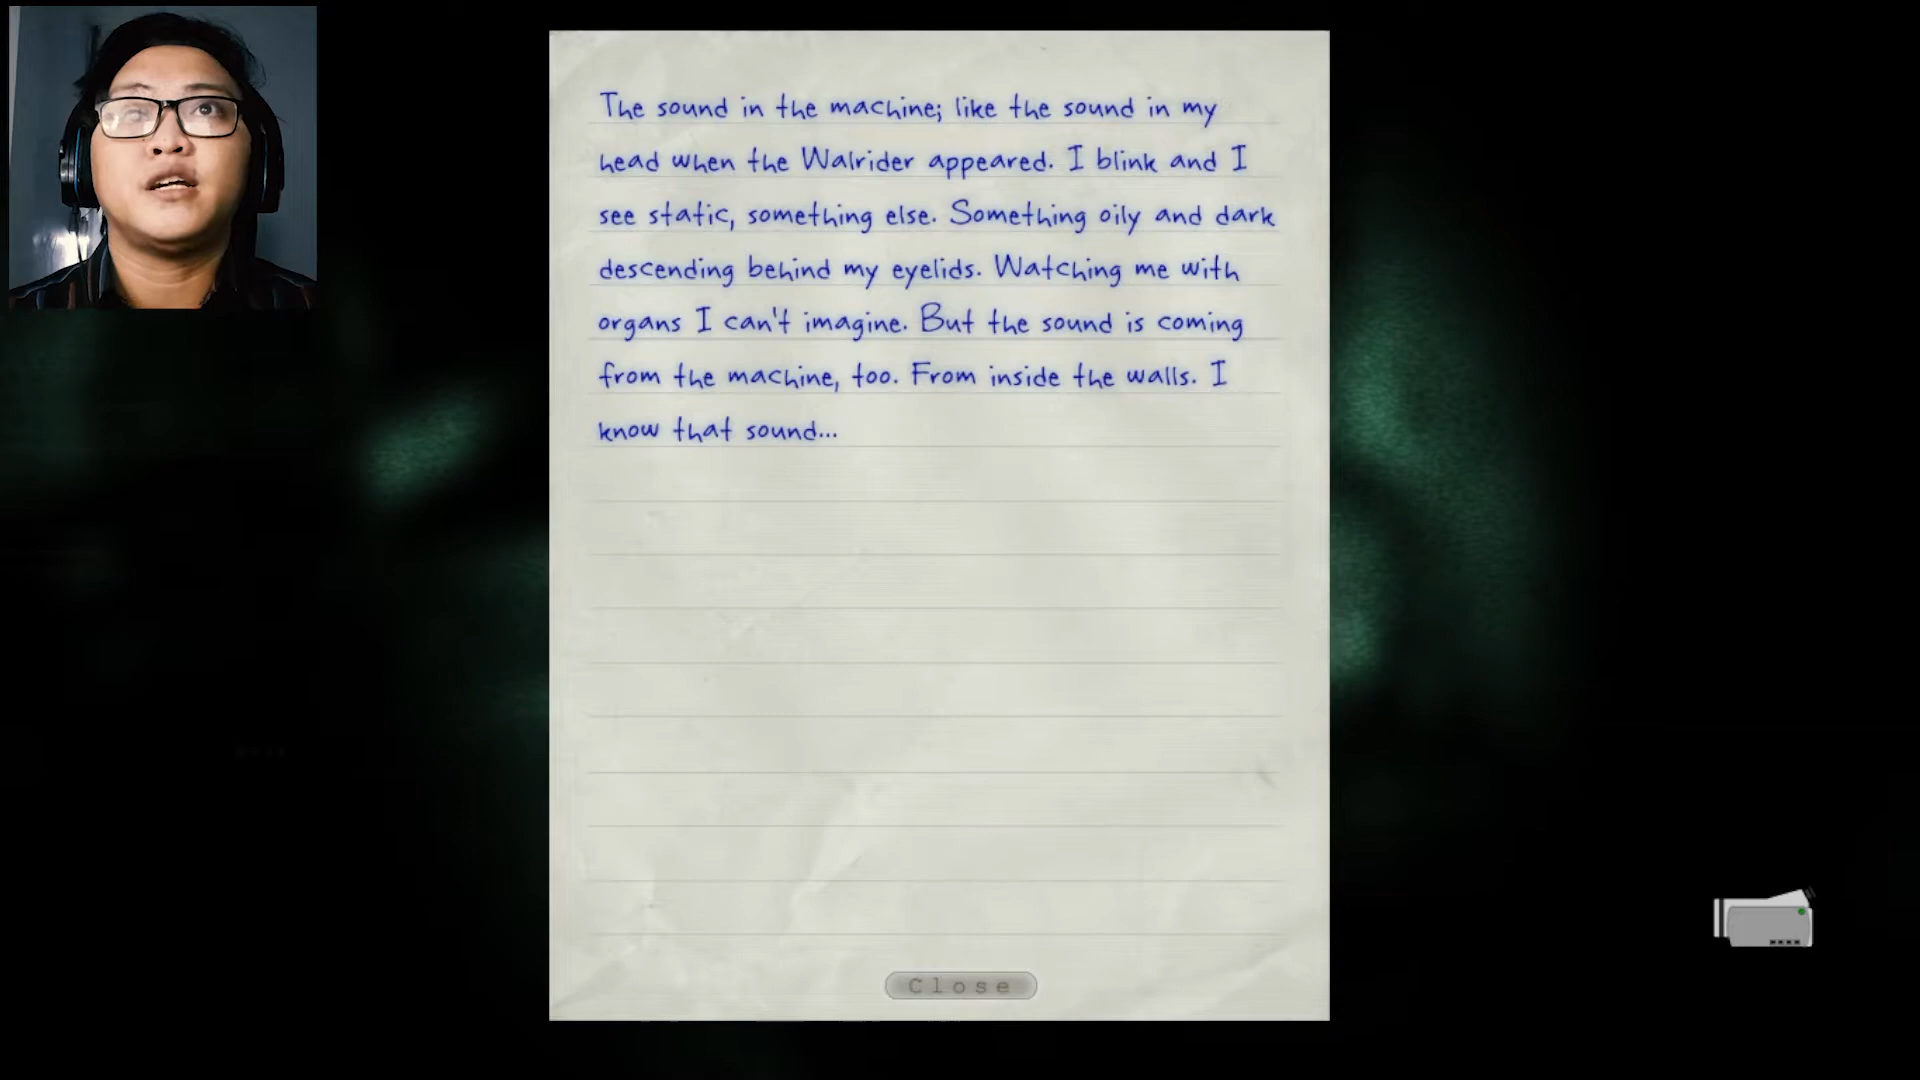 The sound in the machine; like the sound in my
head when the Walrider appeared. I blink and I
see static, something else. Something oily and dark
descending behind my eyelids. Watching me with
organs I can't imagine. But the sound is coming
from the machine, too. From inside the walls. I
know that sound...
Close